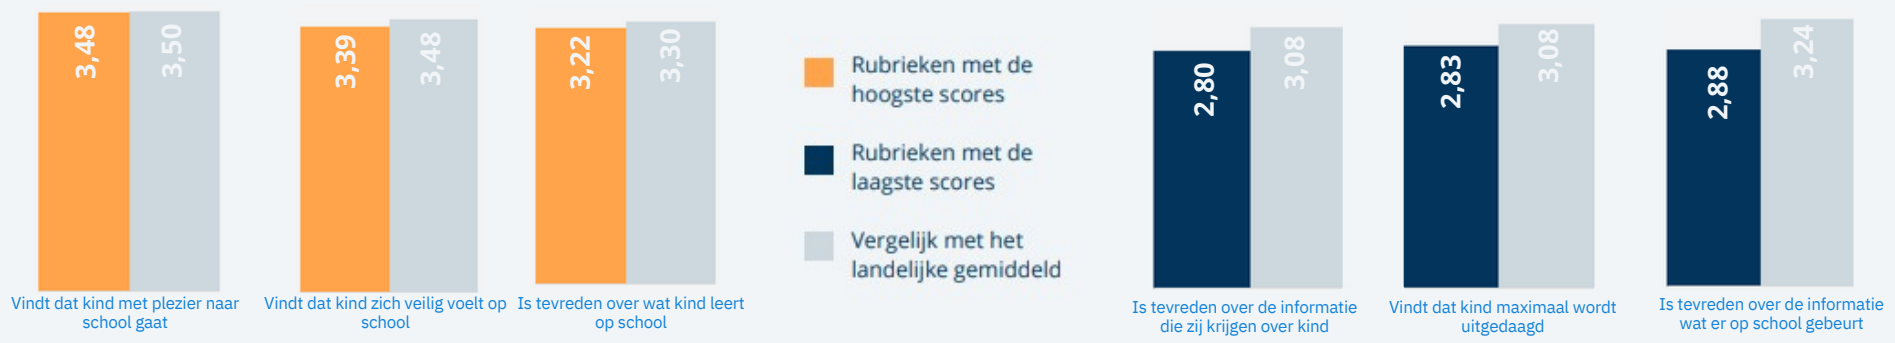 3,48
3,50
Vindt dat kind met plezier naar
school gaat
3,39
3,48
Vindt dat kind zich veilig voelt op
school
3,22
3,30
Is tevreden over wat kind leert
op school
Rubrieken met de
hoogste scores
Rubrieken met de
laagste scores
Vergelijk met het
landelijke gemiddeld
2,80
3,08
Is tevreden over de informatie
die zij krijgen over kind
2,83
3,08
Vindt dat kind maximaal wordt
uitgedaagd
2,88
3,24
Is tevreden over de informatie
wat er op school gebeurt